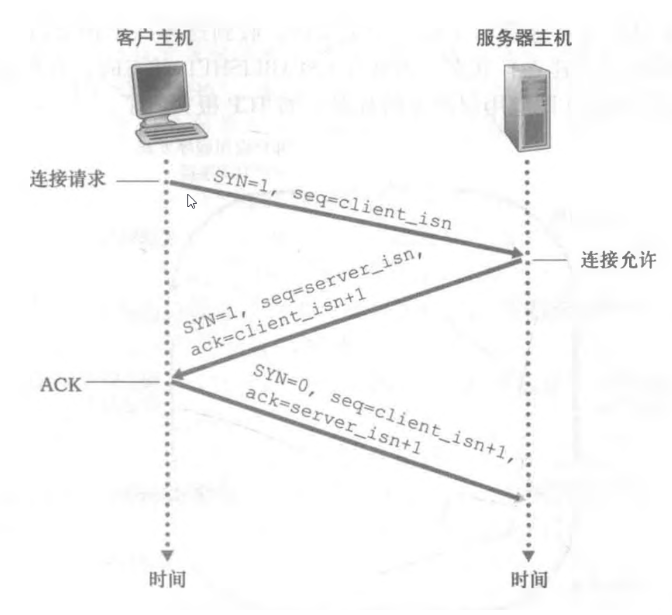 客户主机
服务器主机
连接请求
SYN=1, seq=client_isn
连接允许
SYN=1, seq=server_isn,
ack=client_isn+1
ACK
SYN=0, seq=client_isn+1,
ack=server_isn+1
时间
时间